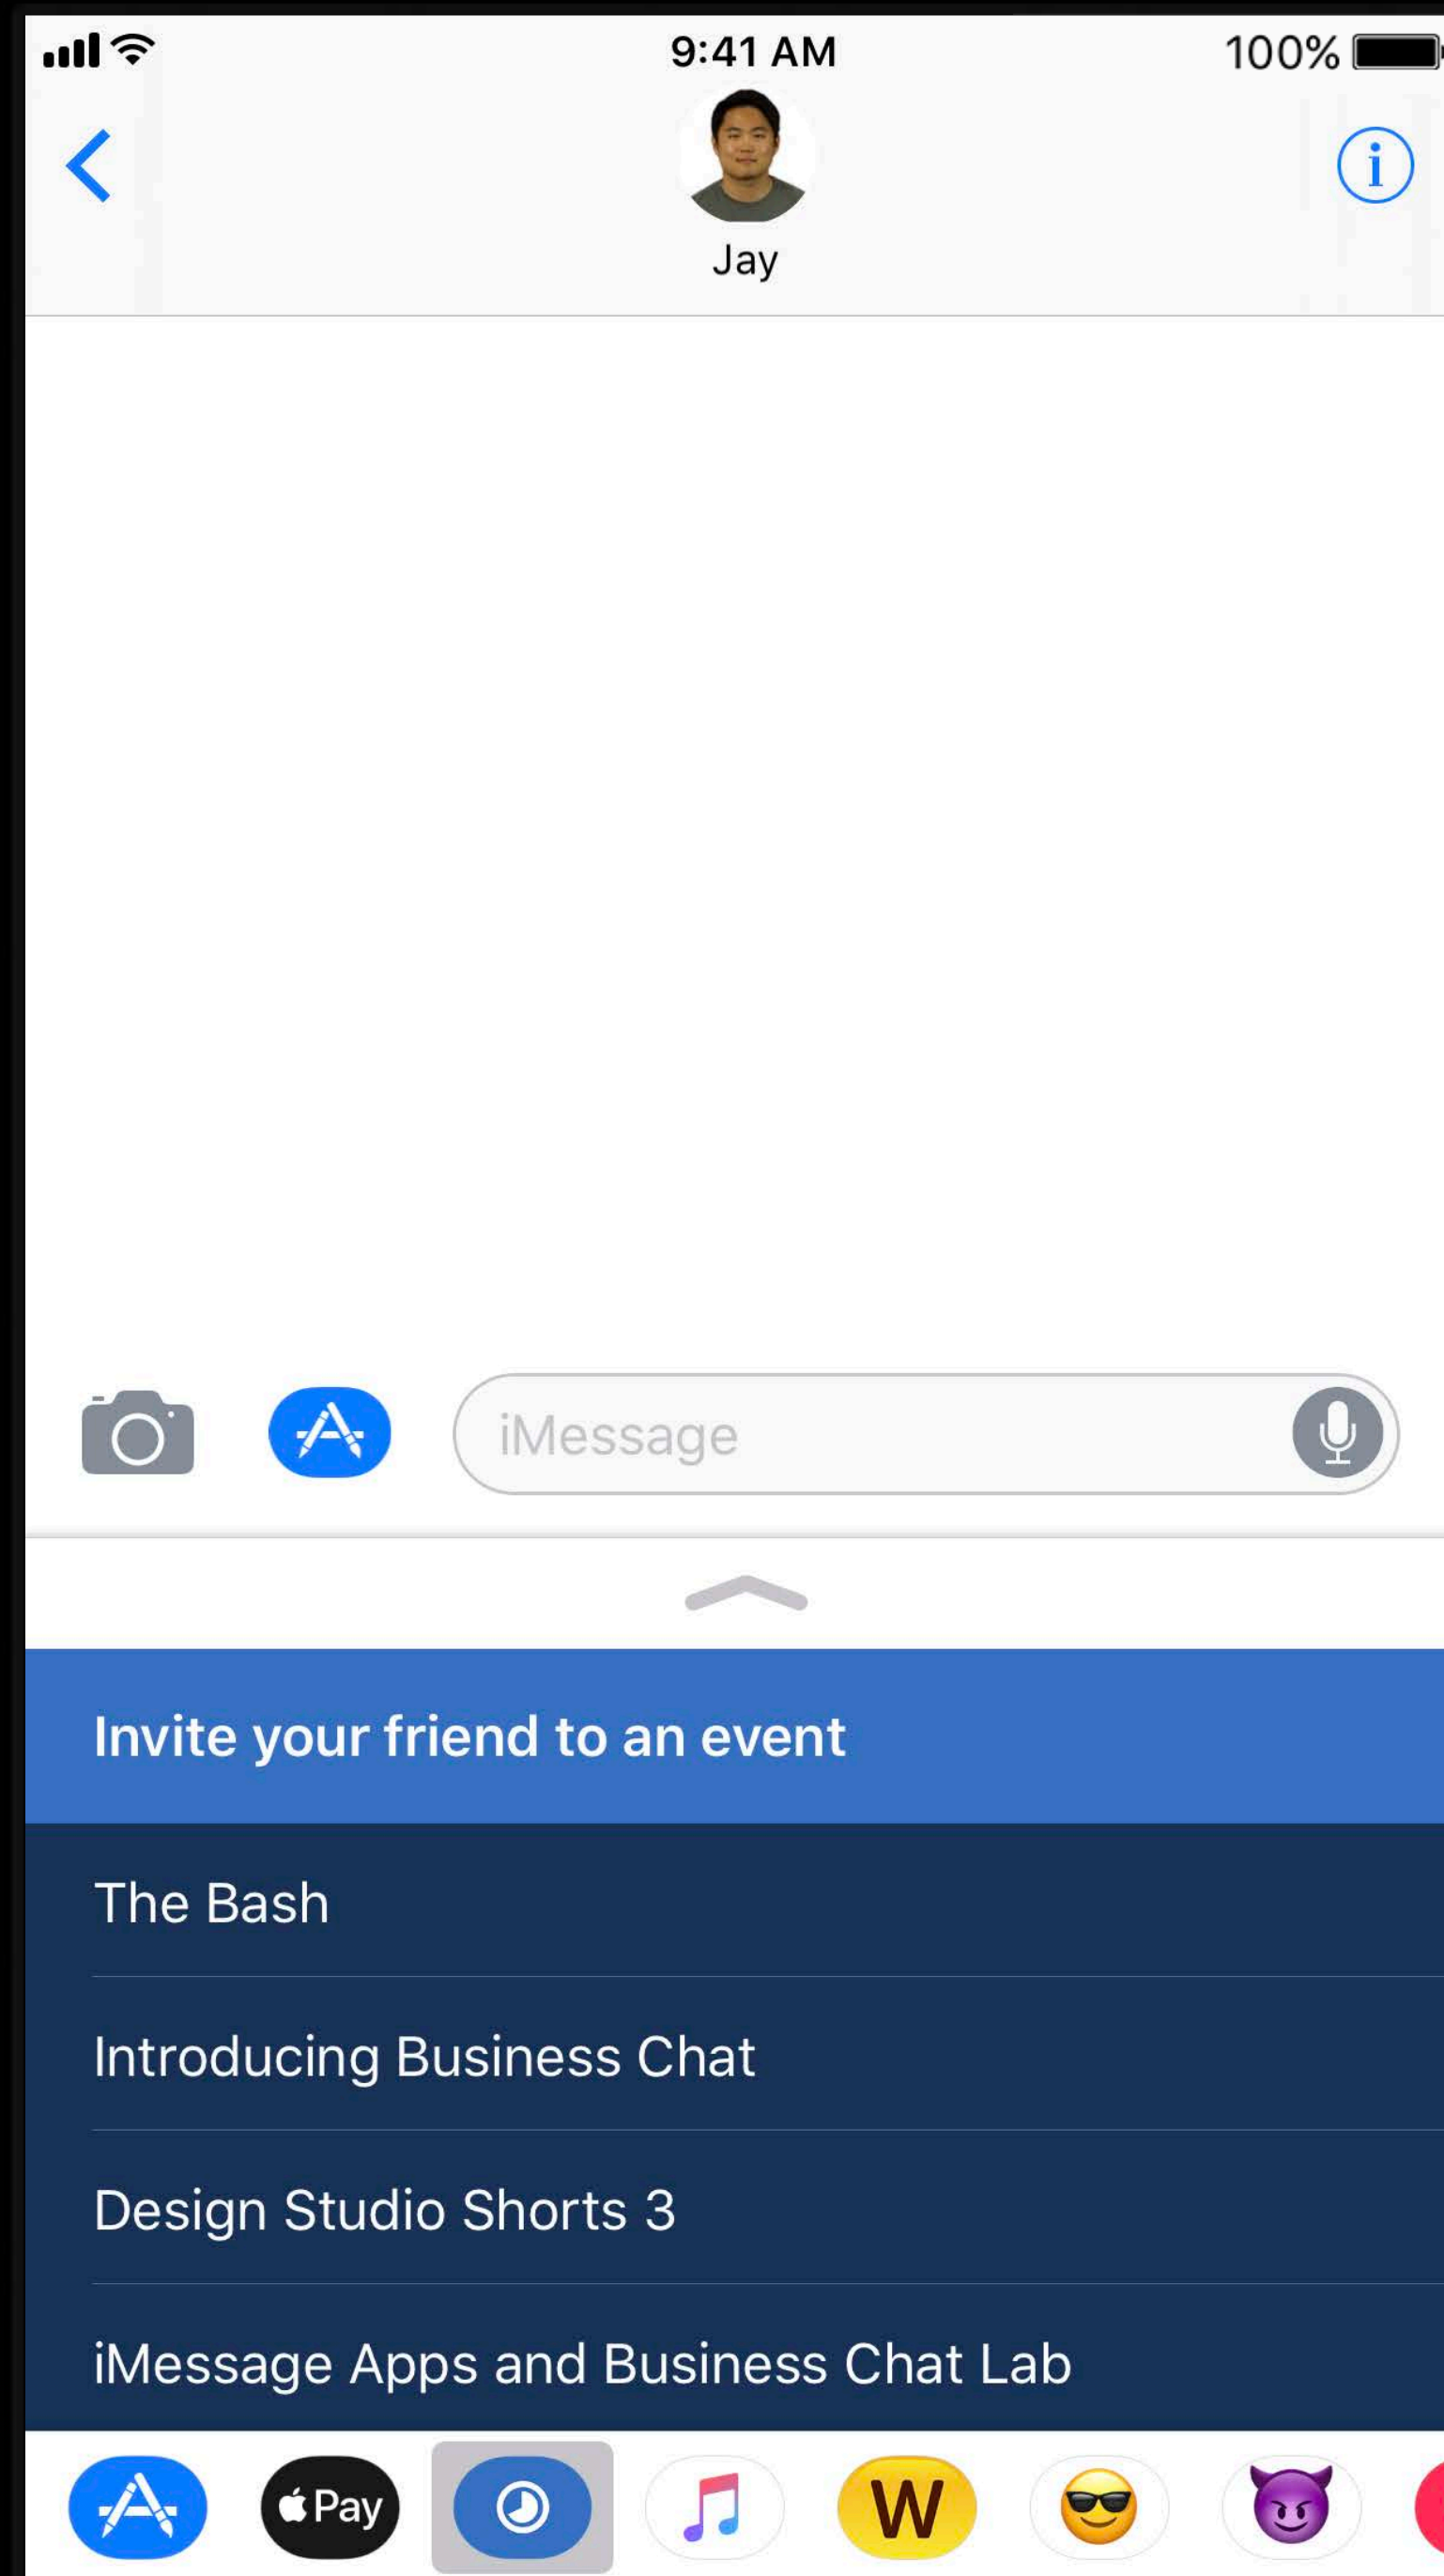 9:41 AM
100%
Jay
iMessage
Invite your friend to an event
The Bash
Introducing Business Chat
Design Studio Shorts 3
iMessage Apps and Business Chat Lab
Pay
W